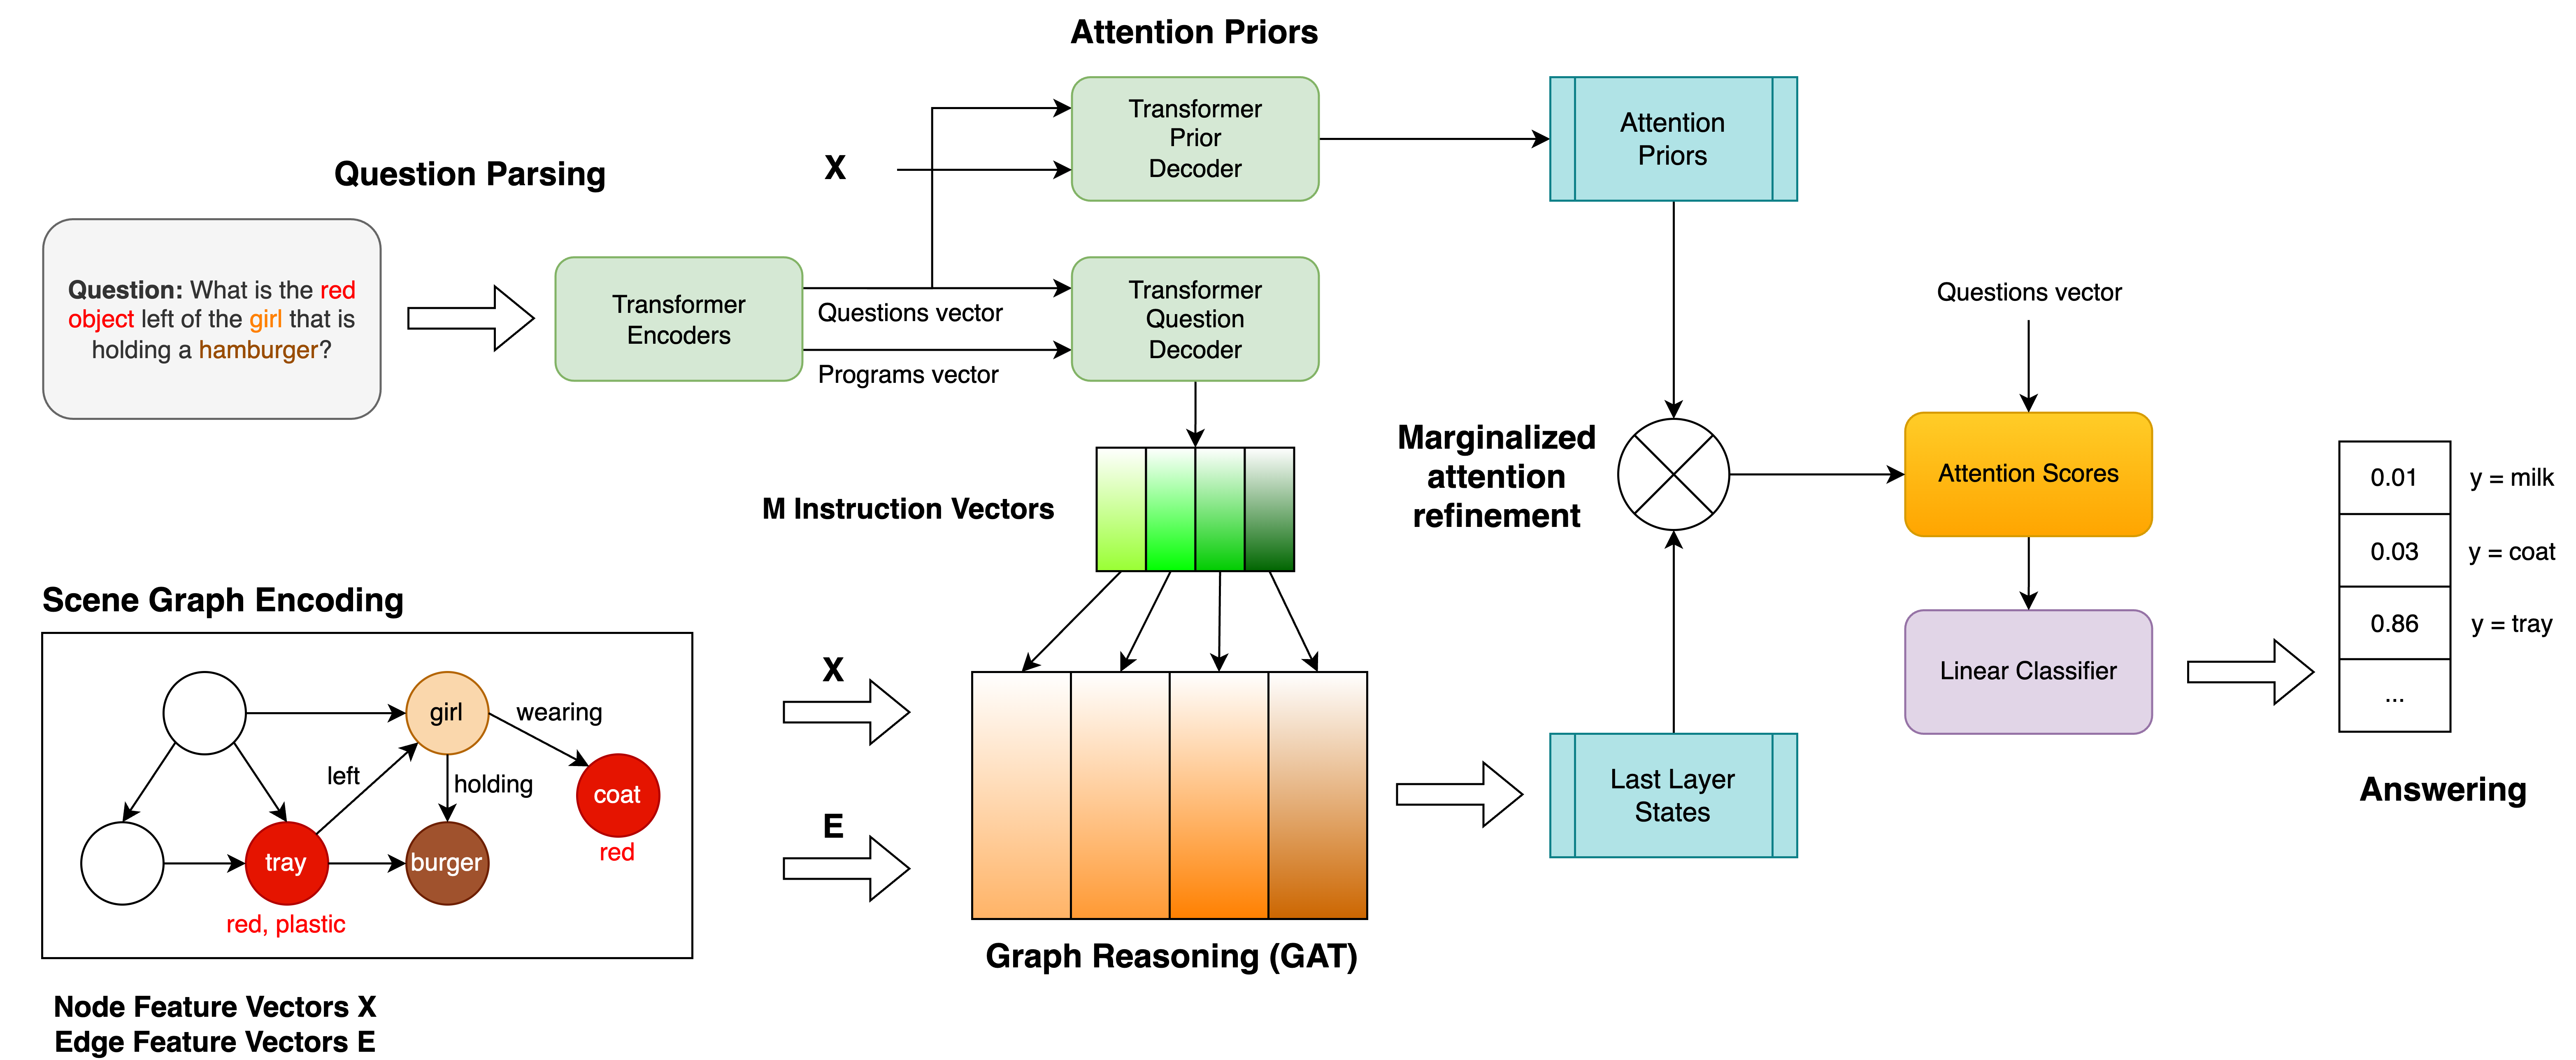 Attention Priors
Transformer
Prior
Decoder
Attention
Priors
X
Question Parsing
Question: What is the red
object left of the girl that is
holding a hamburger?
Transformer
Encoders
Questions vector
Programs vector
Transformer
Question
Decoder
Questions vector
M Instruction Vectors
Marginalized
attention
refinement
Attention Scores
Linear Classifier
0.01
y = milk
0.03
y = coat
0.86
y = tray
...
Answering
Scene Graph Encoding
girl
wearing
left
holding
coat
red
tray
burger
red, plastic
X
E
Last Layer
States
Graph Reasoning (GAT)
Node Feature Vectors X
Edge Feature Vectors E